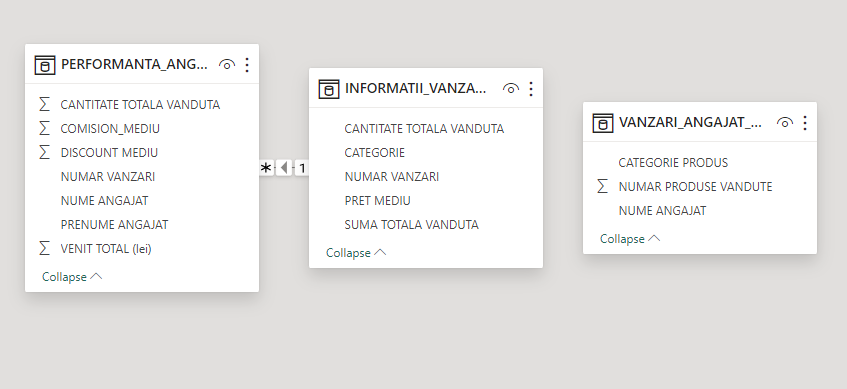 PERFORMANTA_ANG...
CANTITATE TOTALA VANDUTA
COMISION_MEDIU
DISCOUNT MEDIU
NUMAR VANZARI
NUME ANGAJAT
PRENUME ANGAJAT
VENIT TOTAL (lei)
Collapse
* 1
INFORMATII_VANZA...
CANTITATE TOTALA VANDUTA
CATEGORIE
NUMAR VANZARI
PRET MEDIU
SUMA TOTALA VANDUTA
Collapse
VANZARI_ANGAJAT_...
CATEGORIE PRODUS
NUMAR PRODUSE VANDUTE
NUME ANGAJAT
Collapse